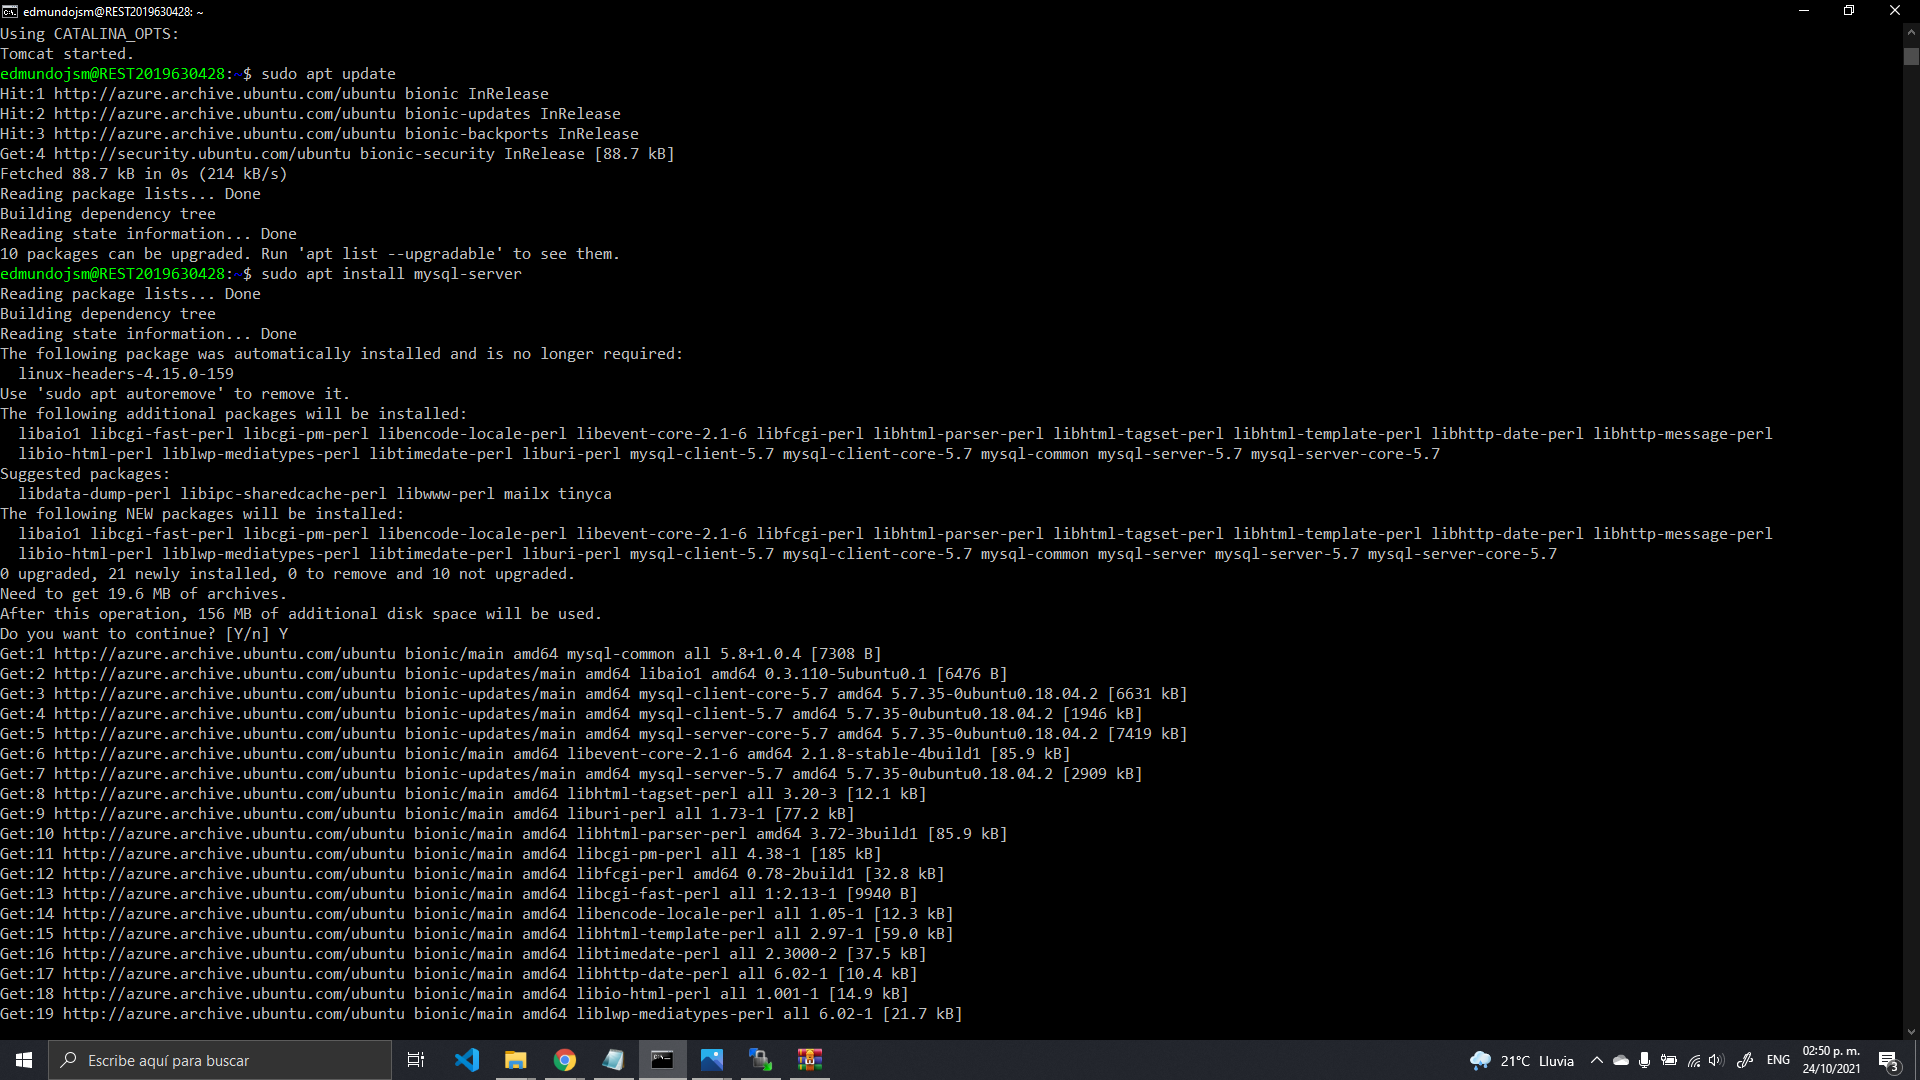 edmundojsm@REST2019630428: ~
Using CATALINA_OPTS:
Tomcat started.
edmundojsm@REST2019630428:~$ sudo apt update
Hit:1 http://azure.archive.ubuntu.com/ubuntu bionic InRelease
Hit:2 http://azure.archive.ubuntu.com/ubuntu bionic-updates InRelease
Hit:3 http://azure.archive.ubuntu.com/ubuntu bionic-backports InRelease
Get:4 http://security.ubuntu.com/ubuntu bionic-security InRelease [88.7 kB]
Fetched 88.7 kB in 0s (214 kB/s)
Reading package lists... Done
Building dependency tree
Reading state information... Done
10 packages can be upgraded. Run 'apt list --upgradable' to see them.
edmundojsm@REST2019630428:~$ sudo apt install mysql-server
Reading package lists... Done
Building dependency tree
Reading state information... Done
The following package was automatically installed and is no longer required:
  linux-headers-4.15.0-159
Use 'sudo apt autoremove' to remove it.
The following additional packages will be installed:
  libaio1 libcgi-fast-perl libcgi-pm-perl libencode-locale-perl libevent-core-2.1-6 libfcgi-perl libhtml-parser-perl libhtml-tagset-perl libhtml-template-perl libhttp-date-perl libhttp-message-perl
  libio-html-perl liblwp-mediatypes-perl libtimedate-perl liburi-perl mysql-client-5.7 mysql-client-core-5.7 mysql-common mysql-server-5.7 mysql-server-core-5.7
Suggested packages:
  libdata-dump-perl libipc-sharedcache-perl libwww-perl mailx tinyca
The following NEW packages will be installed:
  libaio1 libcgi-fast-perl libcgi-pm-perl libencode-locale-perl libevent-core-2.1-6 libfcgi-perl libhtml-parser-perl libhtml-tagset-perl libhtml-template-perl libhttp-date-perl libhttp-message-perl
  libio-html-perl liblwp-mediatypes-perl libtimedate-perl liburi-perl mysql-client-5.7 mysql-client-core-5.7 mysql-common mysql-server mysql-server-5.7 mysql-server-core-5.7
0 upgraded, 21 newly installed, 0 to remove and 10 not upgraded.
Need to get 19.6 MB of archives.
After this operation, 156 MB of additional disk space will be used.
Do you want to continue? [Y/n] Y
Get:1 http://azure.archive.ubuntu.com/ubuntu bionic/main amd64 mysql-common all 5.8+1.0.4 [7308 B]
Get:2 http://azure.archive.ubuntu.com/ubuntu bionic-updates/main amd64 libaio1 amd64 0.3.110-5ubuntu0.1 [6476 B]
Get:3 http://azure.archive.ubuntu.com/ubuntu bionic-updates/main amd64 mysql-client-core-5.7 amd64 5.7.35-0ubuntu0.18.04.2 [6631 kB]
Get:4 http://azure.archive.ubuntu.com/ubuntu bionic-updates/main amd64 mysql-client-5.7 amd64 5.7.35-0ubuntu0.18.04.2 [1946 kB]
Get:5 http://azure.archive.ubuntu.com/ubuntu bionic-updates/main amd64 mysql-server-core-5.7 amd64 5.7.35-0ubuntu0.18.04.2 [7419 kB]
Get:6 http://azure.archive.ubuntu.com/ubuntu bionic/main amd64 libevent-core-2.1-6 amd64 2.1.8-stable-4build1 [85.9 kB]
Get:7 http://azure.archive.ubuntu.com/ubuntu bionic-updates/main amd64 mysql-server-5.7 amd64 5.7.35-0ubuntu0.18.04.2 [2909 kB]
Get:8 http://azure.archive.ubuntu.com/ubuntu bionic/main amd64 libhtml-tagset-perl all 3.20-3 [12.1 kB]
Get:9 http://azure.archive.ubuntu.com/ubuntu bionic/main amd64 liburi-perl all 1.73-1 [77.2 kB]
Get:10 http://azure.archive.ubuntu.com/ubuntu bionic/main amd64 libhtml-parser-perl amd64 3.72-3build1 [85.9 kB]
Get:11 http://azure.archive.ubuntu.com/ubuntu bionic/main amd64 libcgi-pm-perl all 4.38-1 [185 kB]
Get:12 http://azure.archive.ubuntu.com/ubuntu bionic/main amd64 libfcgi-perl amd64 0.78-2build1 [32.8 kB]
Get:13 http://azure.archive.ubuntu.com/ubuntu bionic/main amd64 libcgi-fast-perl all 1:2.13-1 [9940 B]
Get:14 http://azure.archive.ubuntu.com/ubuntu bionic/main amd64 libencode-locale-perl all 1.05-1 [12.3 kB]
Get:15 http://azure.archive.ubuntu.com/ubuntu bionic/main amd64 libhtml-template-perl all 2.97-1 [59.0 kB]
Get:16 http://azure.archive.ubuntu.com/ubuntu bionic/main amd64 libtimedate-perl all 2.3000-2 [37.5 kB]
Get:17 http://azure.archive.ubuntu.com/ubuntu bionic/main amd64 libhttp-date-perl all 6.02-1 [10.4 kB]
Get:18 http://azure.archive.ubuntu.com/ubuntu bionic/main amd64 libio-html-perl all 1.001-1 [14.9 kB]
Get:19 http://azure.archive.ubuntu.com/ubuntu bionic/main amd64 liblwp-mediatypes-perl all 6.02-1 [21.7 kB]
Escribe aquí para buscar
21°C Lluvia
ENG
02:50 p. m.
24/10/2021
3